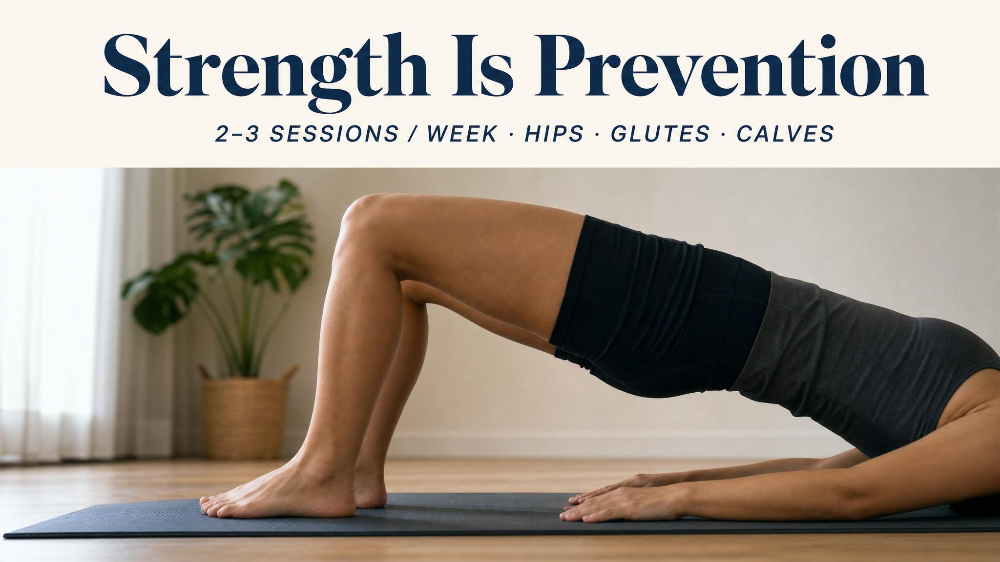 Strength Is Prevention
2–3 SESSIONS / WEEK · HIPS · GLUTES · CALVES